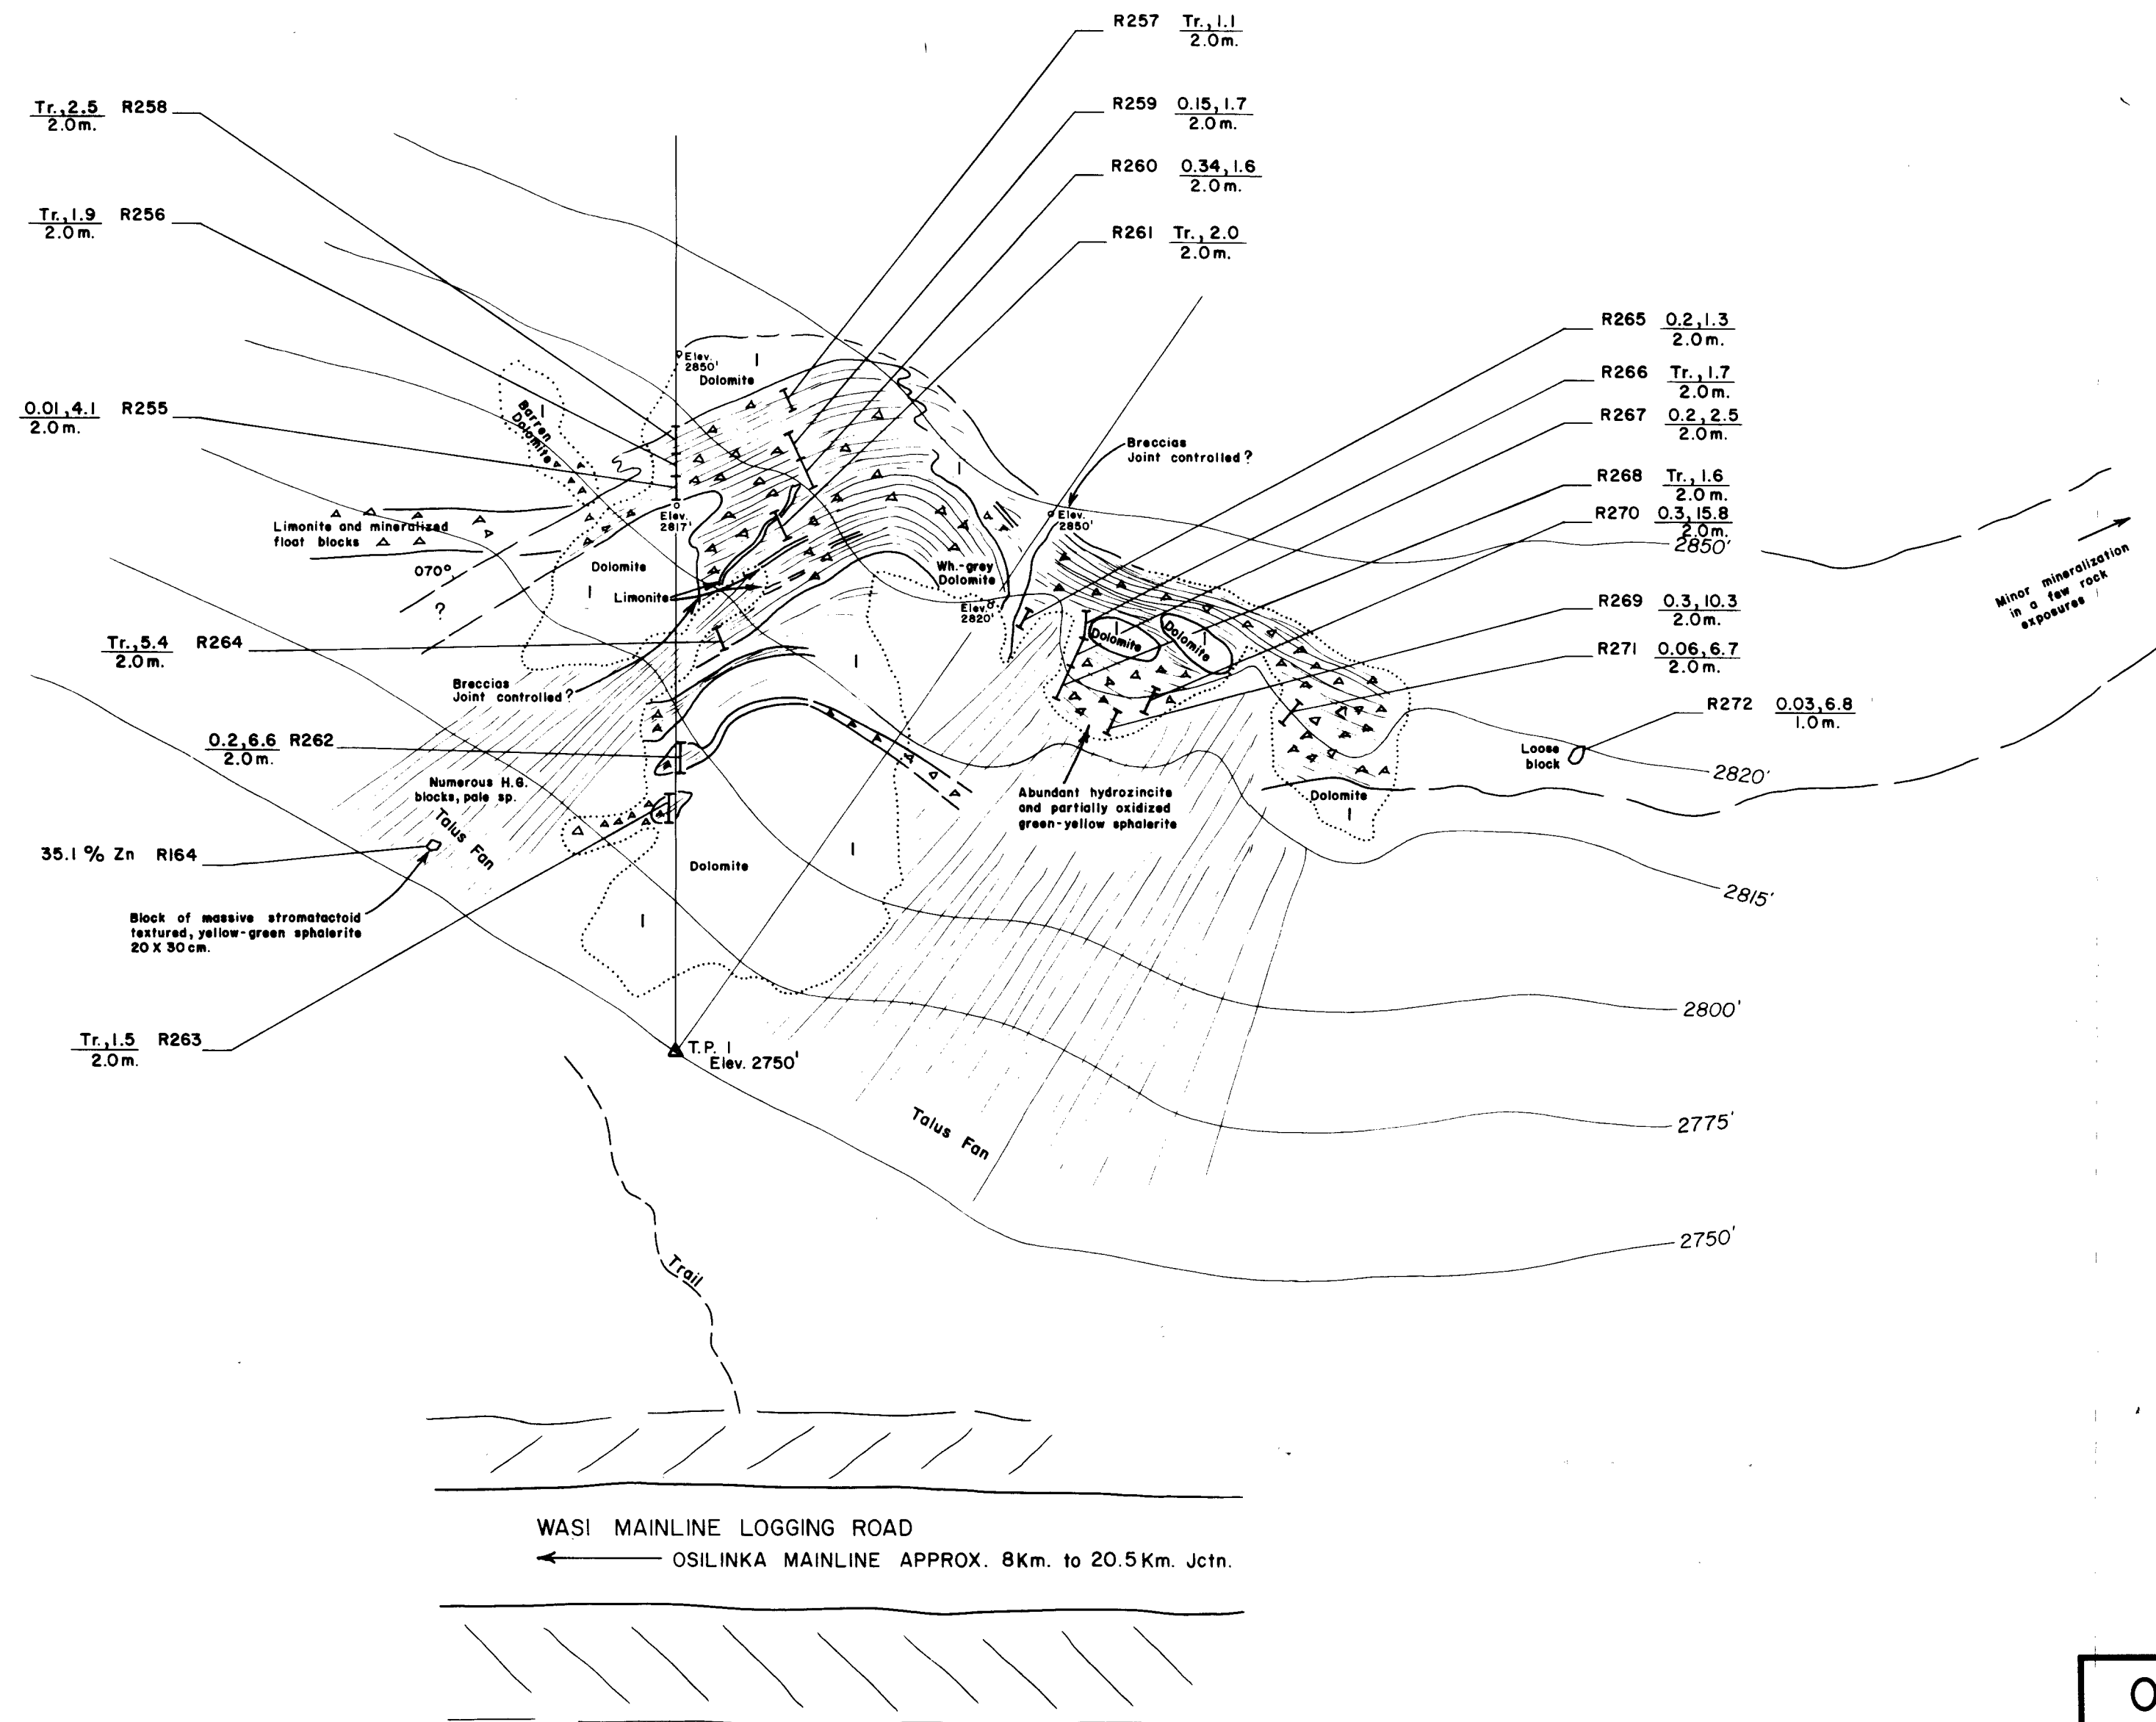 R257 Tr.,1.1
2.0m.
Tr.,2.5 R258
2.0m.
R259 0.15,1.7
2.0m.
R260 0.34,1.6
2.0m.
Tr.,1.9 R256
2.0m.
R261 Tr.,2.0
2.0m.
R265 0.2,1.3
2.0m.
R266 Tr.,1.7
2.0m.
0.01,4.1 R255
2.0m.
R267 0.2,2.5
2.0m.
R268 Tr.,1.6
2.0m.
R270 0.3,15.8
2.0m.
2850'
Elev.
2850'
I
Dolomite
I
Barren
Dolomite
Breccias
Joint controlled?
I
Elev.
2817'
Elev.
2850'
Limonite and mineralized
float blocks
070°
?
Dolomite
I
Limonite
Wh.-grey
Dolomite
Elev.
2820'
I
Dolomite
I
Dolomite
Minor mineralization
in a few rock
exposures
R269 0.3,10.3
2.0m.
Tr.,5.4 R264
2.0m.
R271 0.06,6.7
2.0m.
I
Breccias
Joint controlled?
R272 0.03,6.8
1.0m.
0.2,6.6 R262
2.0m.
Loose
block
2820'
Numerous H.G.
blocks, pale sp.
Talus Fan
Abundant hydrozincite
and partially oxidized
green-yellow sphalerite
Dolomite
I
35.1 % Zn R164
Dolomite
I
I
2815'
Block of massive stromatactoid
textured, yellow-green sphalerite
20 X 30 cm.
2800'
Tr.,1.5 R263
2.0m.
T.P. 1
Elev. 2750'
Talus Fan
2775'
2750'
Trail
WASI MAINLINE LOGGING ROAD
OSILINKA MAINLINE APPROX. 8Km. to 20.5Km. Jctn.